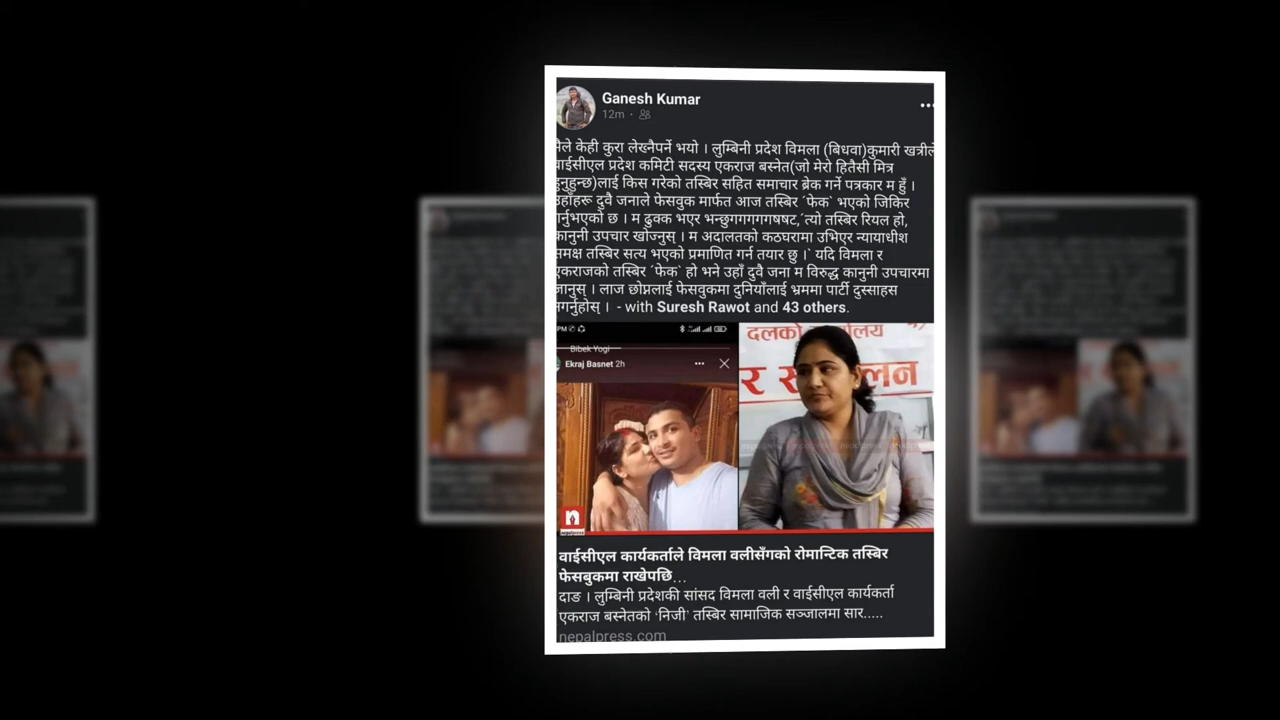 Ganesh Kumar
12m
मैले केही कुरा लेख्नैपर्ने भयो । लुम्बिनी प्रदेश विमला (बिधवा)कुमारी खत्रीले
वाईसीएल प्रदेश कमिटी सदस्य एकराज बस्नेत(जो मेरो हितैसी मित्र
हुनुहुन्छ)लाई किस गरेको तस्बिर सहित समाचार ब्रेक गर्ने पत्रकार म हुँ ।
उहाँहरू दुवै जनाले फेसवुक मार्फत आज तस्बिर ´फेक` भएको जिकिर
गर्नुभएको छ । म ढुक्क भएर भन्छुगगगगगषषट,´त्यो तस्बिर रियल हो,
कानुनी उपचार खोज्नुस् । म अदालतको कठघरामा उभिएर न्यायाधीश
समक्ष तस्बिर सत्य भएको प्रमाणित गर्न तयार छु ।` यदि विमला र
एकराजको तस्बिर ´फेक` हो भने उहाँ दुवै जना म विरुद्ध कानुनी उपचारमा
जानुस् । लाज छोप्नलाई फेसवुकमा दुनियाँलाई भ्रममा पार्टी दुस्साहस
नगर्नुहोस् । - with Suresh Rawot and 43 others.
PM
Bibek Yogi
Ekraj Basnet 2h
दलको
र स लन
nepalpress
वाईसीएल कार्यकर्ताले विमला वलीसँगको रोमान्टिक तस्बिर
फेसबुकमा राखेपछि...
दाङ । लुम्बिनी प्रदेशकी सांसद विमला वली र वाईसीएल कार्यकर्ता
एकराज बस्नेतको ‘निजी’ तस्बिर सामाजिक सञ्जालमा सार.....
nepalpress.com